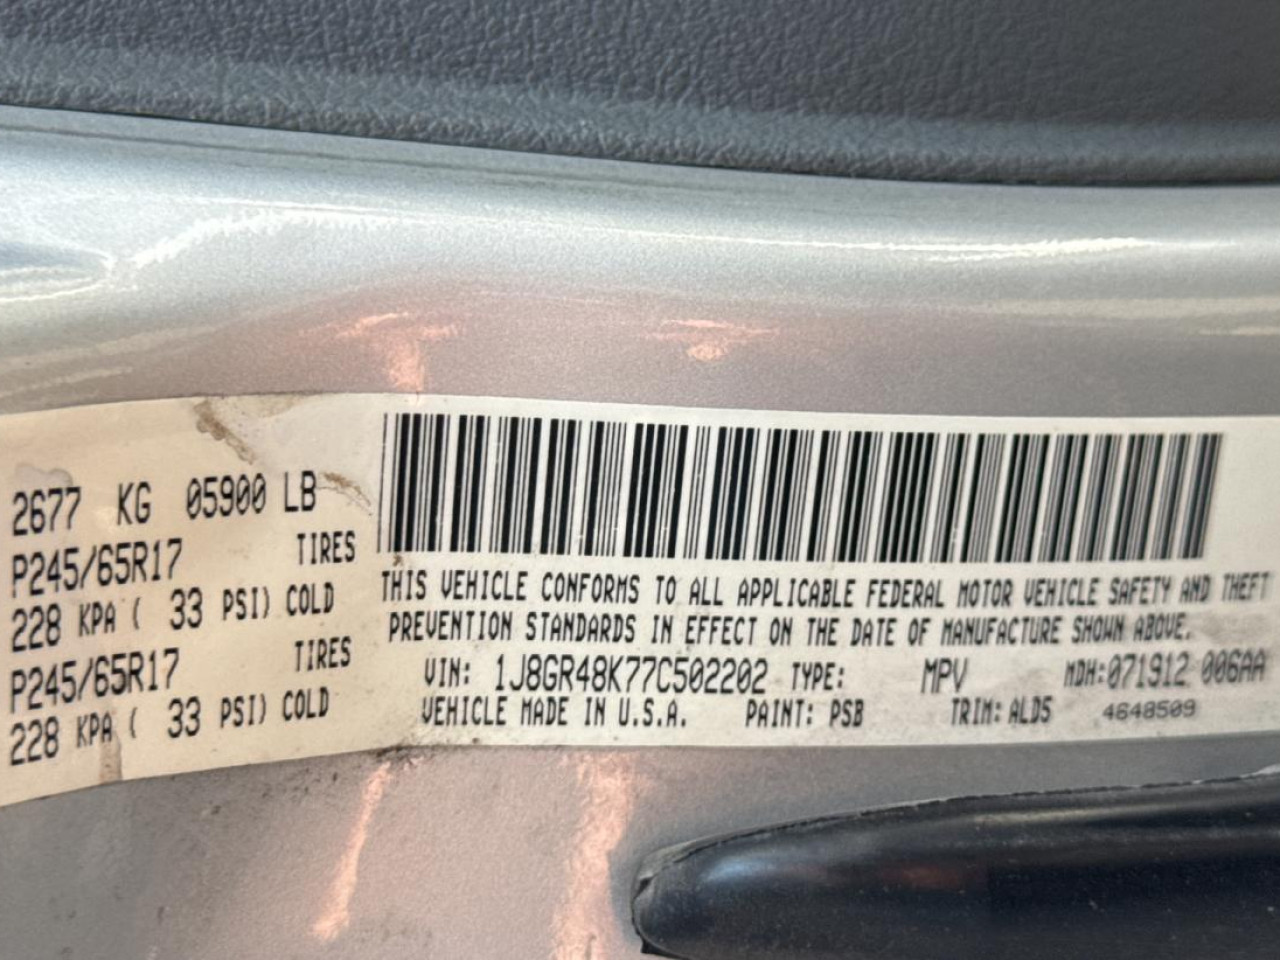 2677 KG 05900 LB
P245/65R17 TIRES
228 KPA ( 33 PSI) COLD
P245/65R17 TIRES
228 KPA ( 33 PSI) COLD
THIS VEHICLE CONFORMS TO ALL APPLICABLE FEDERAL MOTOR VEHICLE SAFETY AND THEFT
PREVENTION STANDARDS IN EFFECT ON THE DATE OF MANUFACTURE SHOWN ABOVE.
VIN: 1J8GR48K77C502202 TYPE: MPV MDH:071912 006AA
VEHICLE MADE IN U.S.A. PAINT: PSB TRIM: ALD5 4648509